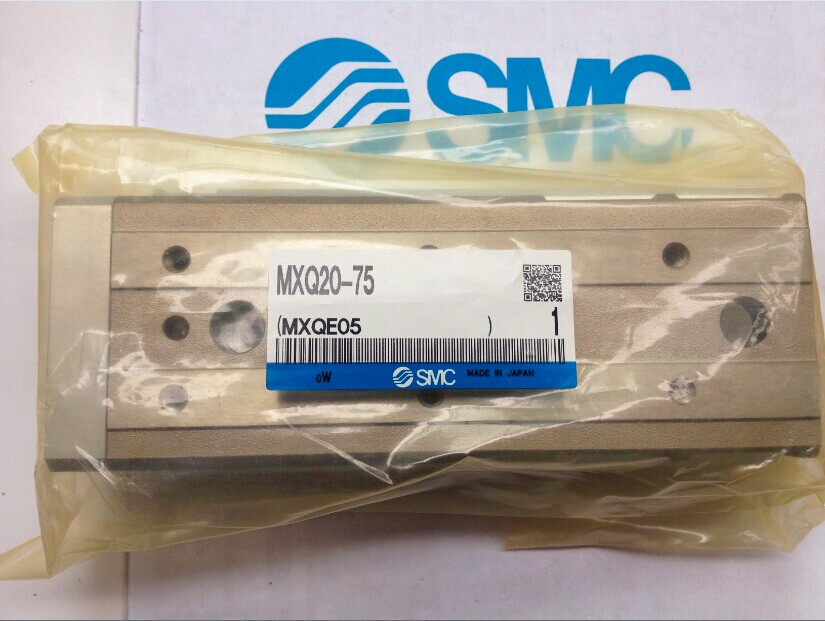 SMC
MXQ20-75
(MXQE05 )
1
oW
SMC
MADE IN JAPAN